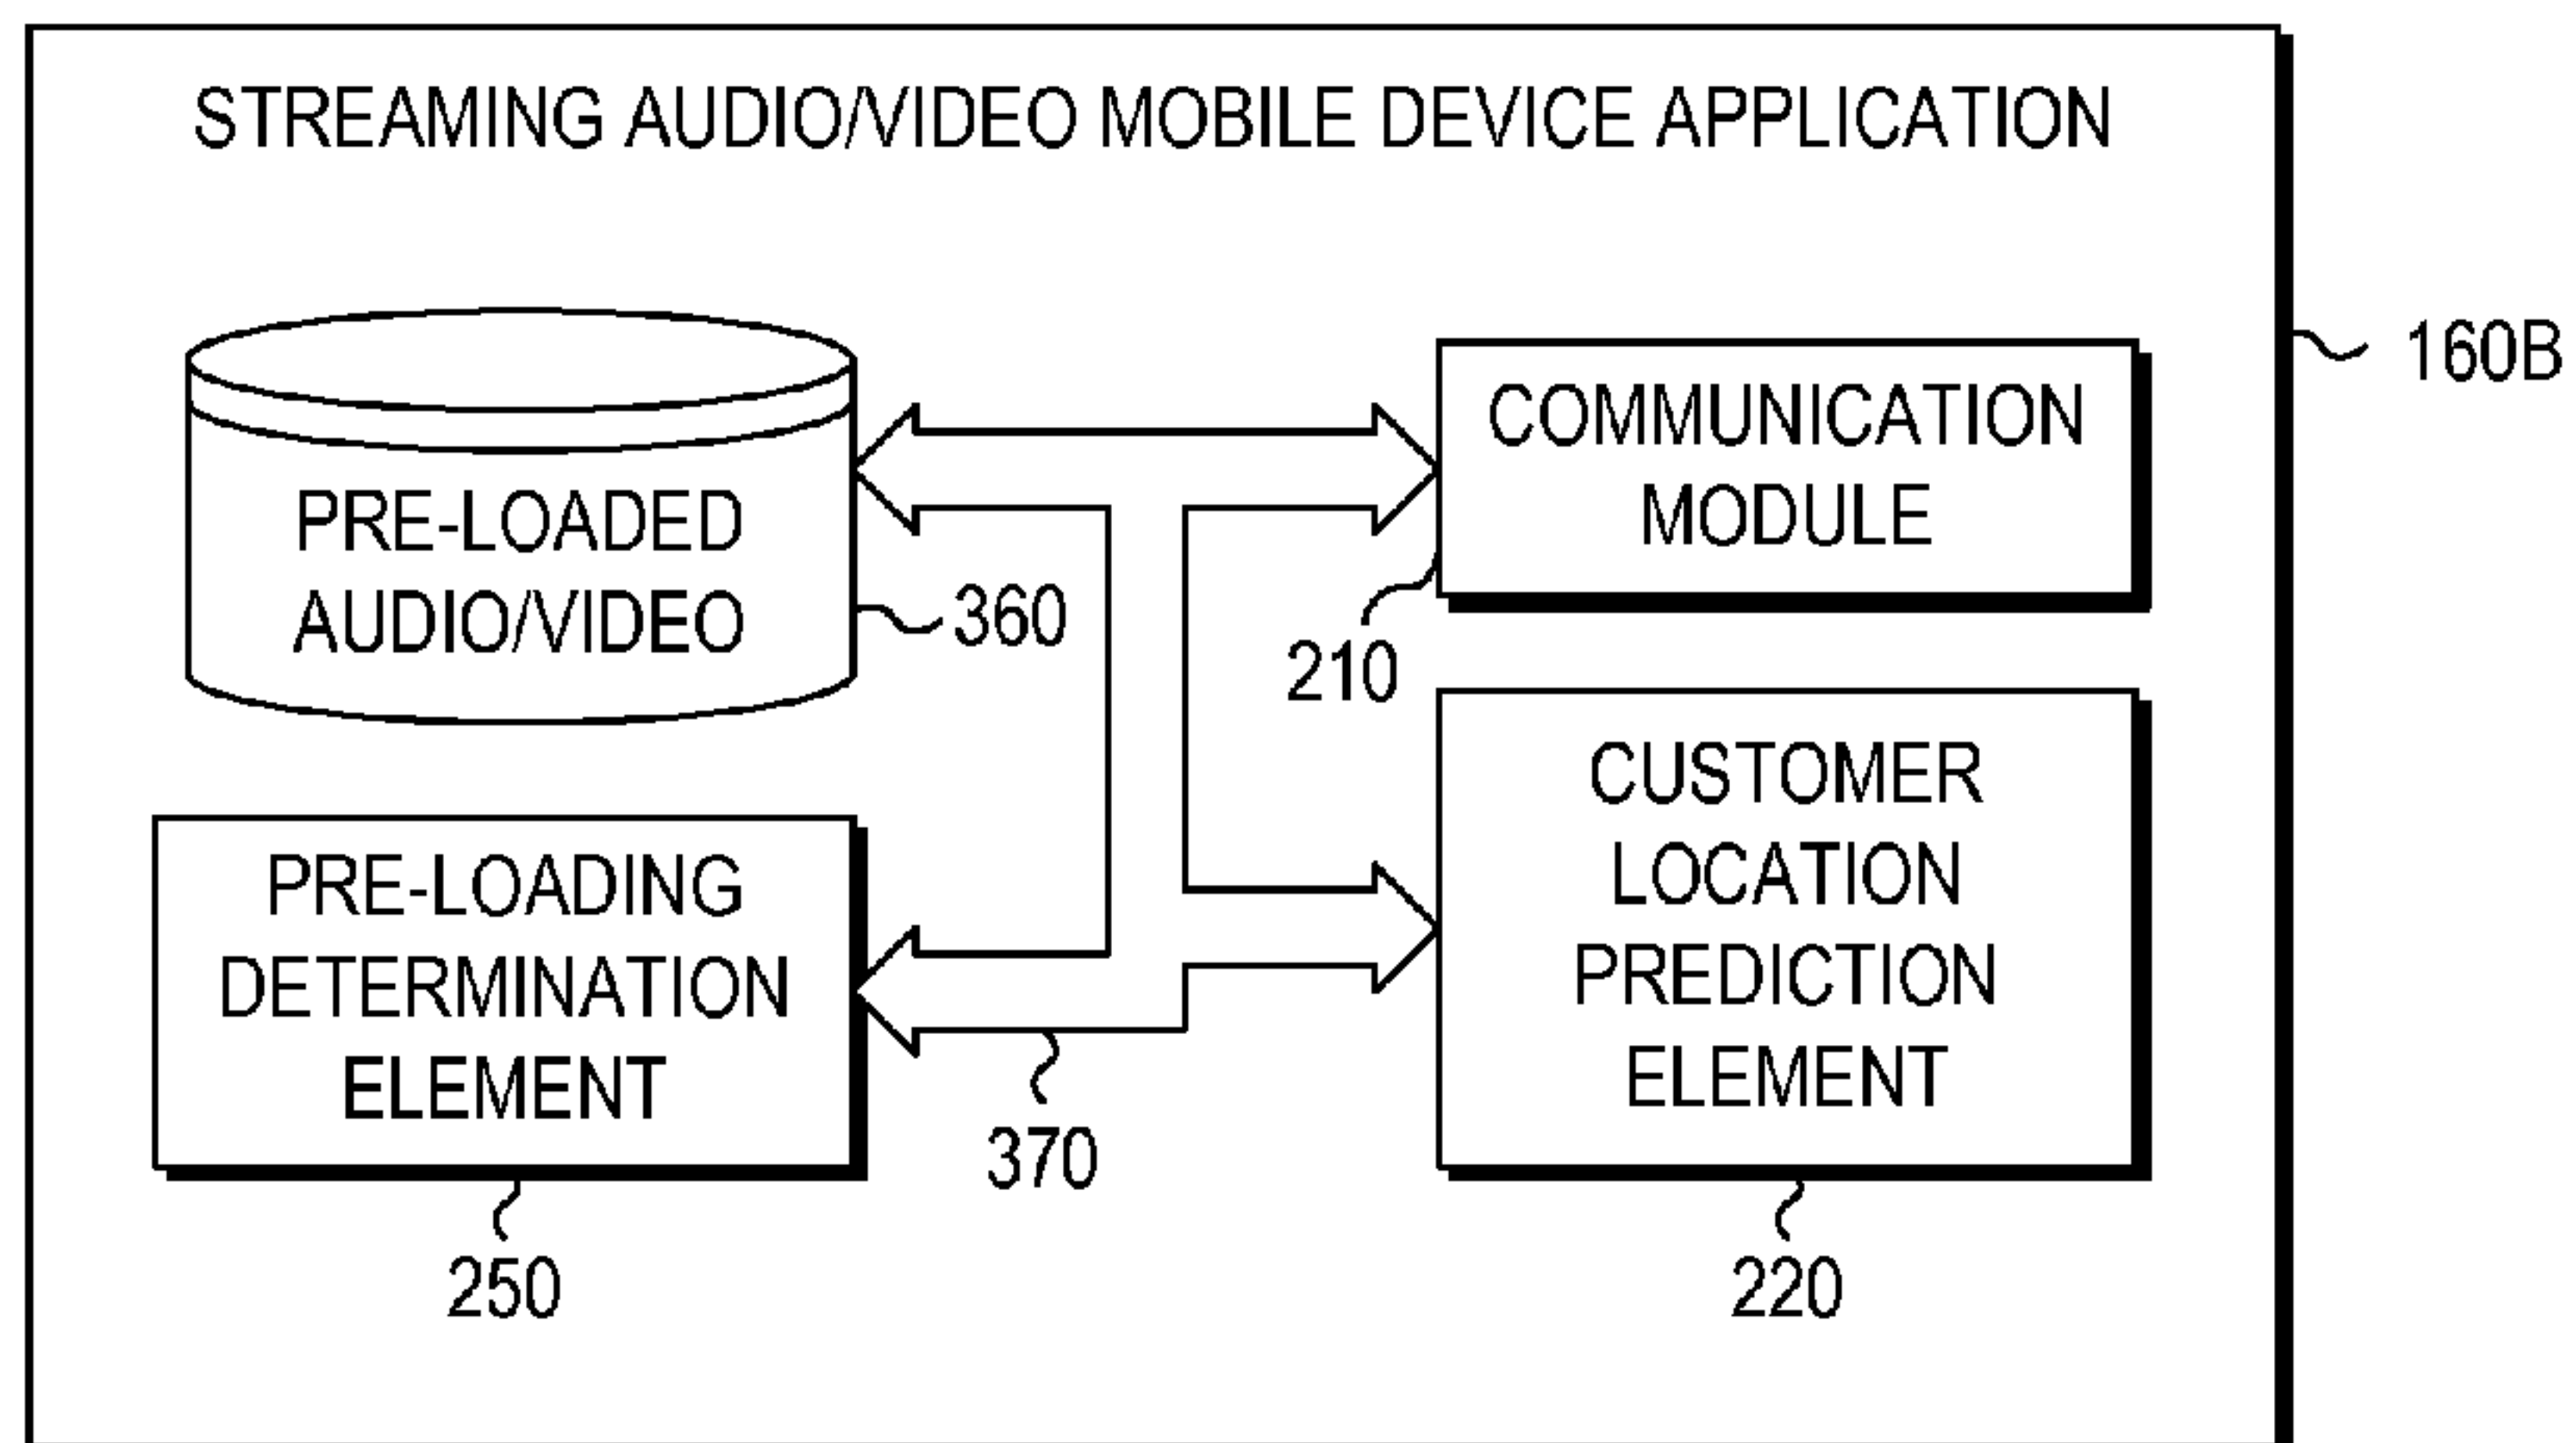 STREAMING AUDIO/VIDEO MOBILE DEVICE APPLICATION
160B
PRE-LOADED
AUDIO/VIDEO
360
COMMUNICATION
MODULE
210
PRE-LOADING
DETERMINATION
ELEMENT
250
370
CUSTOMER
LOCATION
PREDICTION
ELEMENT
220